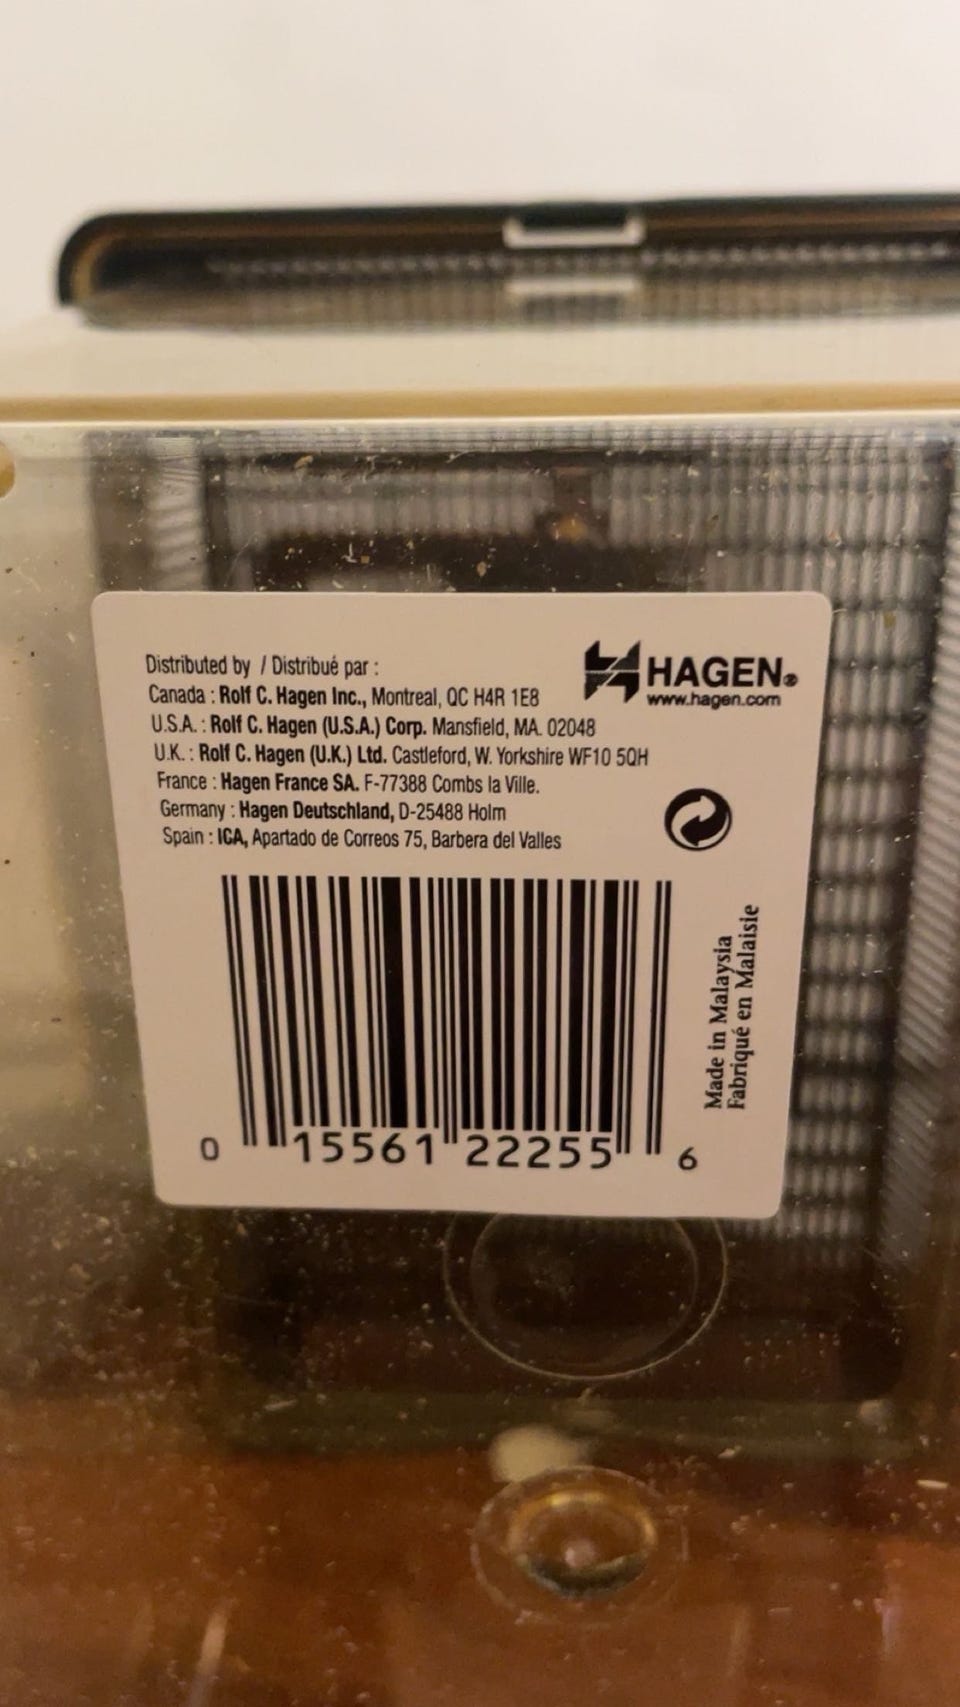 Distributed by / Distribué par :
Canada : Rolf C. Hagen Inc., Montreal, QC H4R 1E8
U.S.A. : Rolf C. Hagen (U.S.A.) Corp. Mansfield, MA. 02048
U.K. : Rolf C. Hagen (U.K.) Ltd. Castleford, W. Yorkshire WF10 5QH
France : Hagen France SA. F-77388 Combs la Ville.
Germany : Hagen Deutschland, D-25488 Holm
Spain : ICA, Apartado de Correos 75, Barbera del Valles
HAGEN®
www.hagen.com
Made in Malaysia
Fabriqué en Malaisie
0 15561 22255 6